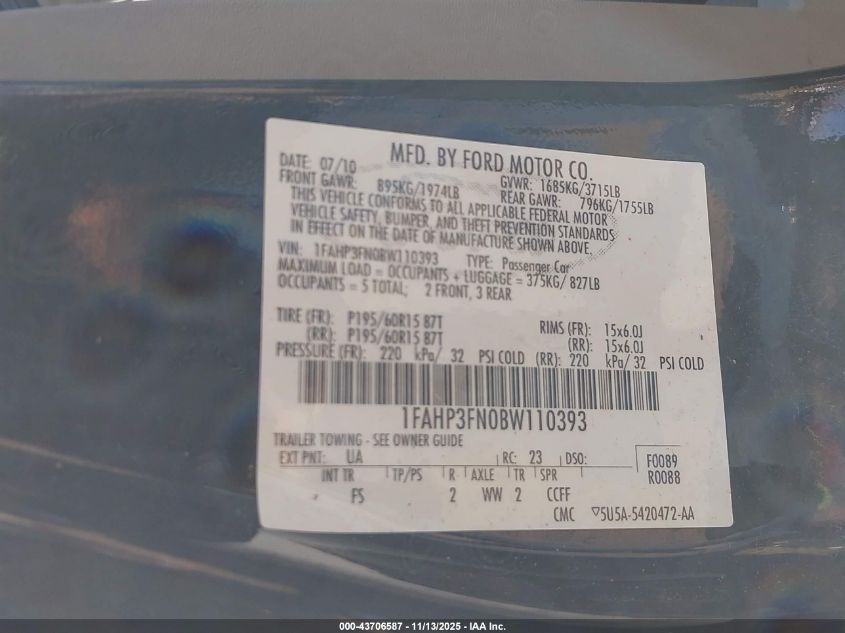 MFD. BY FORD MOTOR CO.
DATE: 07/10 GVWR: 1685KG/3715LB
FRONT GAWR: 895KG/1974LB REAR GAWR: 796KG/1755LB
THIS VEHICLE CONFORMS TO ALL APPLICABLE FEDERAL MOTOR
VEHICLE SAFETY, BUMPER, AND THEFT PREVENTION STANDARDS
IN EFFECT ON THE DATE OF MANUFACTURE SHOWN ABOVE.
VIN: 1FAHP3FN0BW110393 TYPE: Passenger Car
MAXIMUM LOAD = OCCUPANTS + LUGGAGE = 375KG/ 827LB
OCCUPANTS = 5 TOTAL; 2 FRONT, 3 REAR
TIRE (FR): P195/60R15 87T RIMS (FR): 15x6.0J
(RR): P195/60R15 87T (RR): 15x6.0J
PRESSURE (FR): 220 kPa/ 32 PSI COLD (RR): 220 kPa/ 32 PSI COLD
1FAHP3FN0BW110393
TRAILER TOWING - SEE OWNER GUIDE
EXT PNT: UA RC: 23 DSO: F0089
INT TR TP/PS R AXLE TR SPR R0088
FS 2 WW 2 CCFF
CMC ▽5U5A-5420472-AA
000-43706587 - 11/13/2025 - IAA Inc.